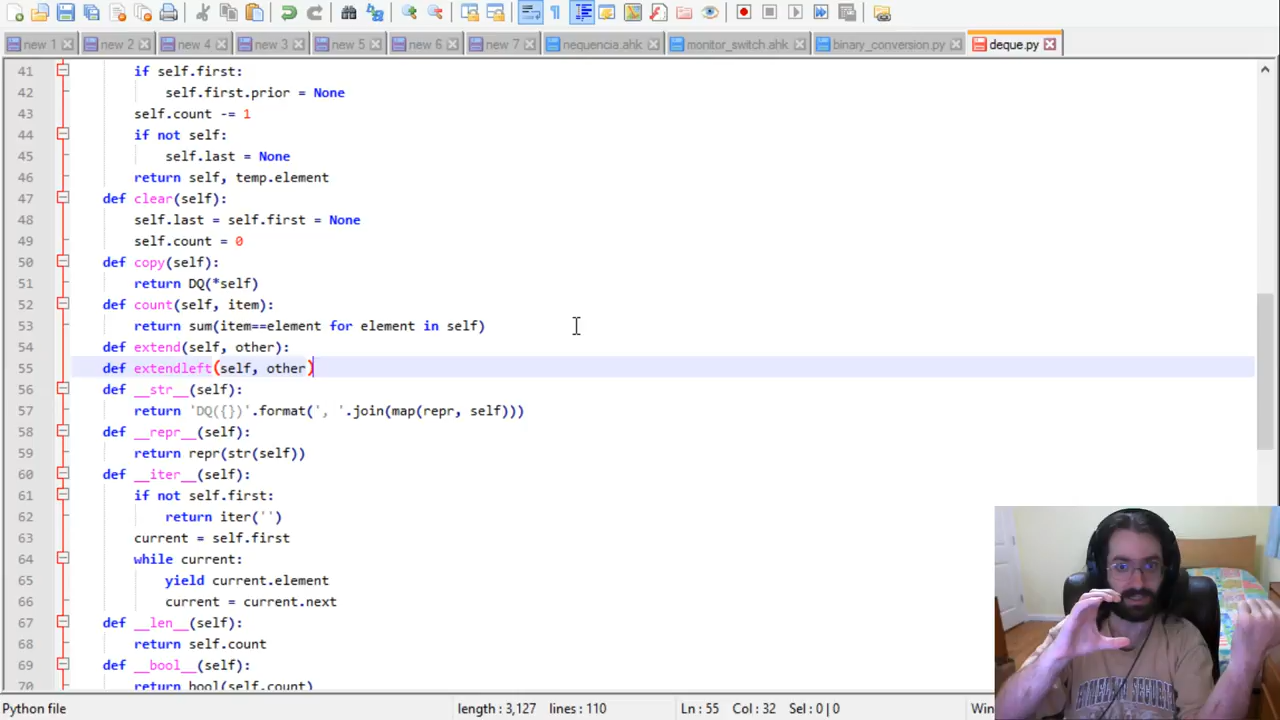 new 1
new 2
new 4
new 3
new 5
new 6
new 7
nequencia.ahk
monitor_switch.ahk
binary_conversion.py
deque.py
41 if self.first:
42 self.first.prior = None
43 self.count -= 1
44 if not self:
45 self.last = None
46 return self, temp.element
47 def clear(self):
48 self.last = self.first = None
49 self.count = 0
50 def copy(self):
51 return DQ(*self)
52 def count(self, item):
53 return sum(item==element for element in self)
54 def extend(self, other):
55 def extendleft(self, other)
56 def __str__(self):
57 return 'DQ({})'.format(', '.join(map(repr, self)))
58 def __repr__(self):
59 return repr(str(self))
60 def __iter__(self):
61 if not self.first:
62 return iter('')
63 current = self.first
64 while current:
65 yield current.element
66 current = current.next
67 def __len__(self):
68 return self.count
69 def __bool__(self):
70 return bool(self.count)
Python file
length : 3,127 lines : 110
Ln : 55 Col : 32 Sel : 0 | 0
Win